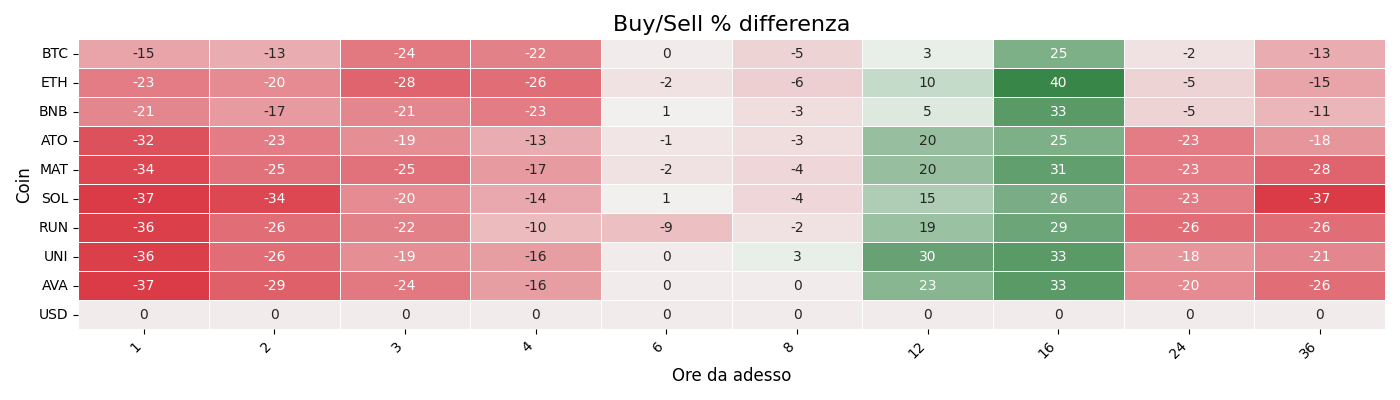 Buy/Sell % differenza
BTC -15 -13 -24 -22 0 -5 3 25 -2 -13
ETH -23 -20 -28 -26 -2 -6 10 40 -5 -15
BNB -21 -17 -21 -23 1 -3 5 33 -5 -11
ATO -32 -23 -19 -13 -1 -3 20 25 -23 -18
MAT -34 -25 -25 -17 -2 -4 20 31 -23 -28
SOL -37 -34 -20 -14 1 -4 15 26 -23 -37
RUN -36 -26 -22 -10 -9 -2 19 29 -26 -26
UNI -36 -26 -19 -16 0 3 30 33 -18 -21
AVA -37 -29 -24 -16 0 0 23 33 -20 -26
USD 0 0 0 0 0 0 0 0 0 0
Coin
1 2 3 4 6 8 12 16 24 36
Ore da adesso